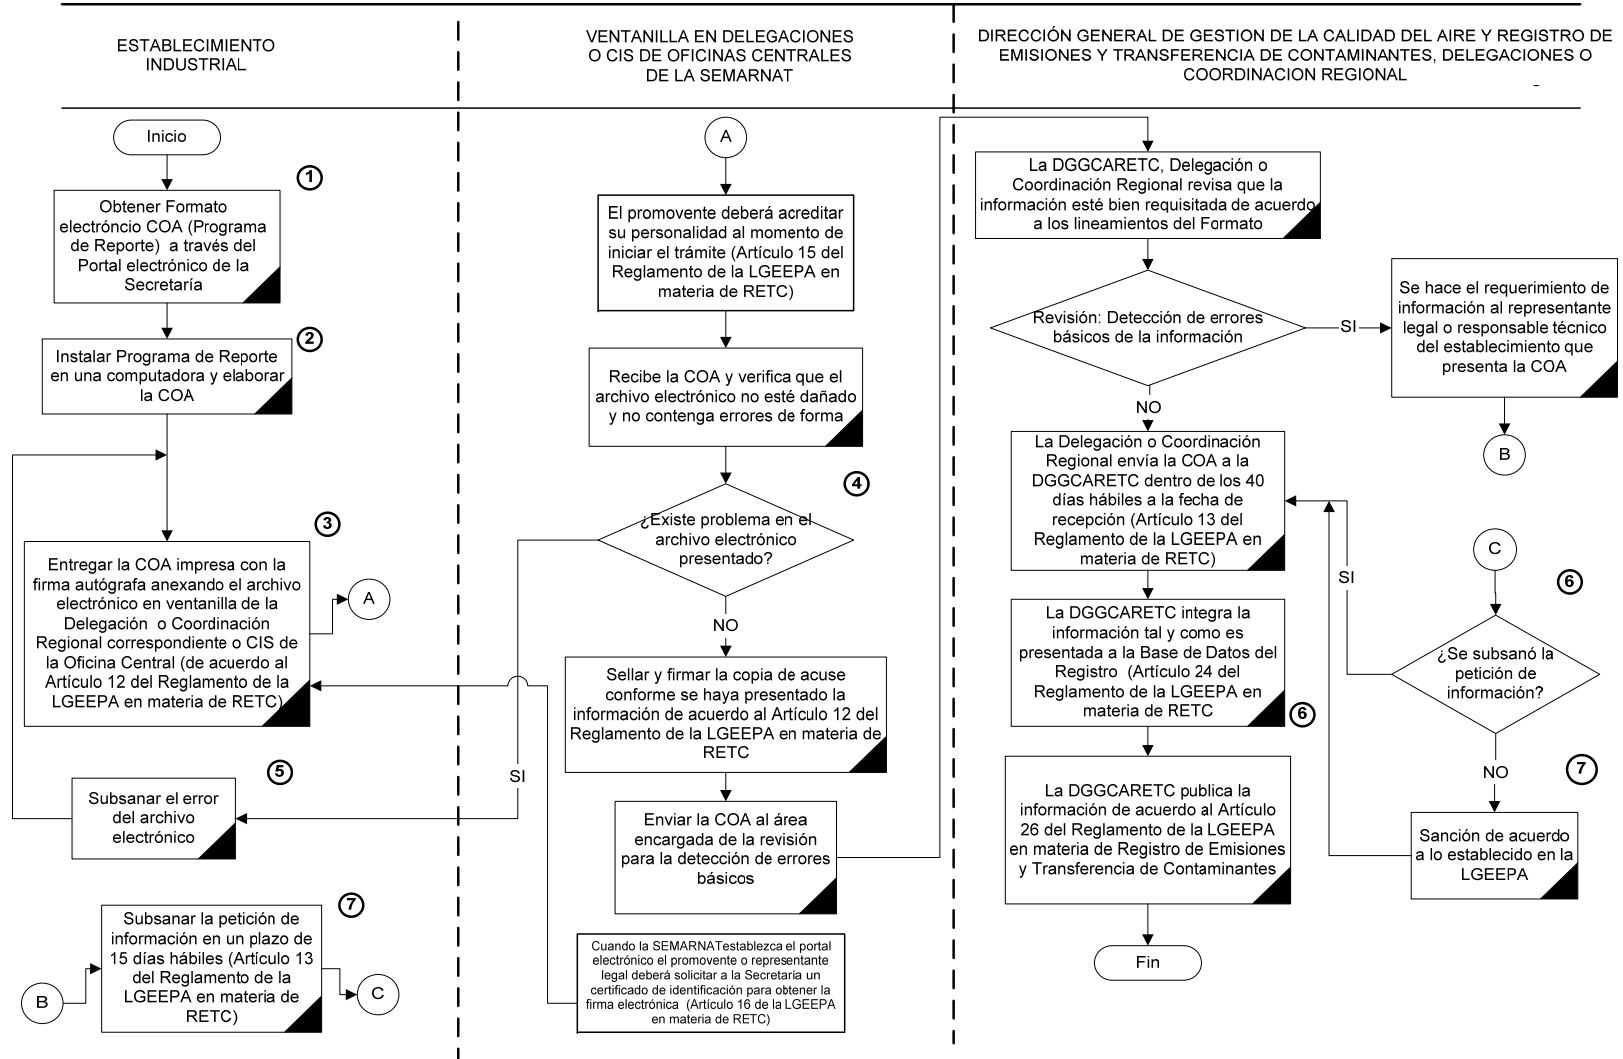 ESTABLECIMIENTO
INDUSTRIAL
VENTANILLA EN DELEGACIONES
O CIS DE OFICINAS CENTRALES
DE LA SEMARNAT
DIRECCIÓN GENERAL DE GESTION DE LA CALIDAD DEL AIRE Y REGISTRO DE
EMISIONES Y TRANSFERENCIA DE CONTAMINANTES, DELEGACIONES O
COORDINACION REGIONAL
Inicio
1
Obtener Formato
electróncio COA (Programa
de Reporte) a través del
Portal electrónico de la
Secretaría
2
Instalar Programa de Reporte
en una computadora y elaborar
la COA
3
Entregar la COA impresa con la
firma autógrafa anexando el archivo
electrónico en ventanilla de la
Delegación o Coordinación
Regional correspondiente o CIS de
la Oficina Central (de acuerdo al
Artículo 12 del Reglamento de la
LGEEPA en materia de RETC)
A
5
Subsanar el error
del archivo
electrónico
7
Subsanar la petición de
información en un plazo de
15 días hábiles (Artículo 13
del Reglamento de la
LGEEPA en materia de
RETC)
B
C
A
El promovente deberá acreditar
su personalidad al momento de
iniciar el trámite (Artículo 15 del
Reglamento de la LGEEPA
en materia de RETC)
Recibe la COA y verifica que el
archivo electrónico no esté dañado
y no contenga errores de forma
4
¿Existe problema en el
archivo electrónico
presentado?
NO
SI
Sellar y firmar la copia de acuse
conforme se haya presentado la
información de acuerdo al Artículo 12 del
Reglamento de la LGEEPA en materia de
RETC
Enviar la COA al área
encargada de la revisión
para la detección de errores
básicos
Cuando la SEMARNAT establezca el portal
electrónico el promovente o representante
legal deberá solicitar a la Secretaría un
certificado de identificación para obtener la
firma electrónica (Artículo 16 de la LGEEPA
en materia de RETC)
La DGGCARETC, Delegación o
Coordinación Regional revisa que la
información esté bien requisitada de acuerdo
a los lineamientos del Formato
Revisión: Detección de errores
básicos de la información
SI
NO
Se hace el requerimiento de
información al representante
legal o responsable técnico
del establecimiento que
presenta la COA
B
La Delegación o Coordinación
Regional envía la COA a la
DGGCARETC dentro de los 40
días hábiles a la fecha de
recepción (Artículo 13 del
Reglamento de la LGEEPA en
materia de RETC)
C
6
SI
¿Se subsanó la
petición de
información?
NO
7
Sanción de acuerdo
a lo establecido en la
LGEEPA
La DGGCARETC integra la
información tal y como es
presentada a la Base de Datos del
Registro (Artículo 24 del
Reglamento de la LGEEPA en
materia de RETC
6
La DGGCARETC publica la
información de acuerdo al Artículo
26 del Reglamento de la LGEEPA
en materia de Registro de Emisiones
y Transferencia de Contaminantes
Fin